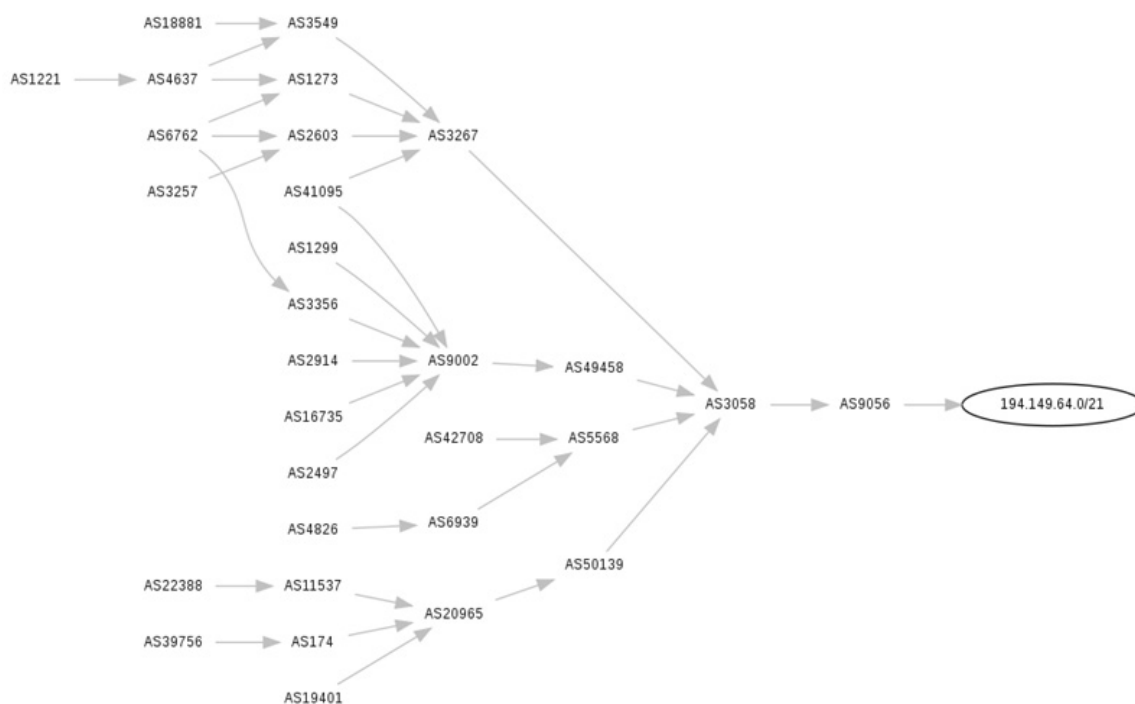 AS18881
AS3549
AS1221
AS4637
AS1273
AS6762
AS2603
AS3267
AS3257
AS41095
AS1299
AS3356
AS2914
AS9002
AS49458
AS16735
AS3058
AS9056
194.149.64.0/21
AS42708
AS5568
AS2497
AS4826
AS6939
AS50139
AS22388
AS11537
AS20965
AS39756
AS174
AS19401